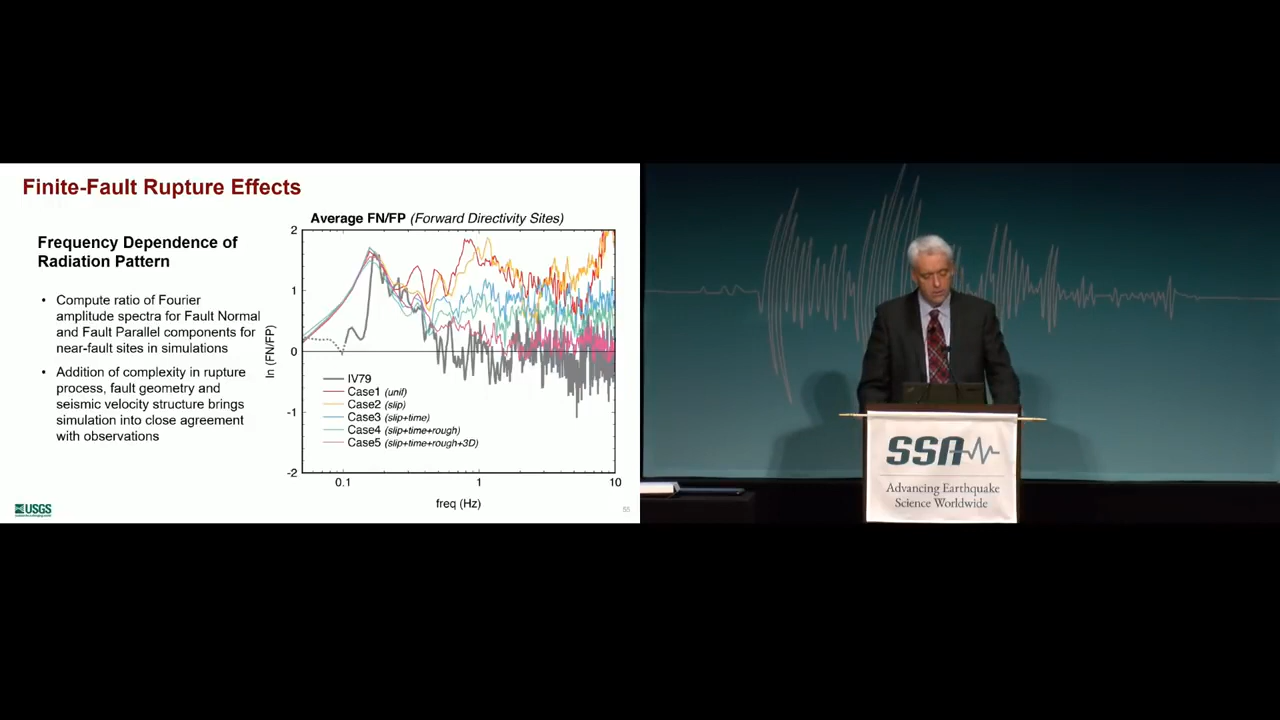 Finite-Fault Rupture Effects
Frequency Dependence of
Radiation Pattern
• Compute ratio of Fourier
amplitude spectra for Fault Normal
and Fault Parallel components for
near-fault sites in simulations
• Addition of complexity in rupture
process, fault geometry and
seismic velocity structure brings
simulation into close agreement
with observations
Average FN/FP (Forward Directivity Sites)
2
1
0
-1
-2
ln (FN/FP)
IV79
Case1 (unif)
Case2 (slip)
Case3 (slip+time)
Case4 (slip+time+rough)
Case5 (slip+time+rough+3D)
0.1 1 10
freq (Hz)
USGS
55
SSA
Advancing Earthquake
Science Worldwide